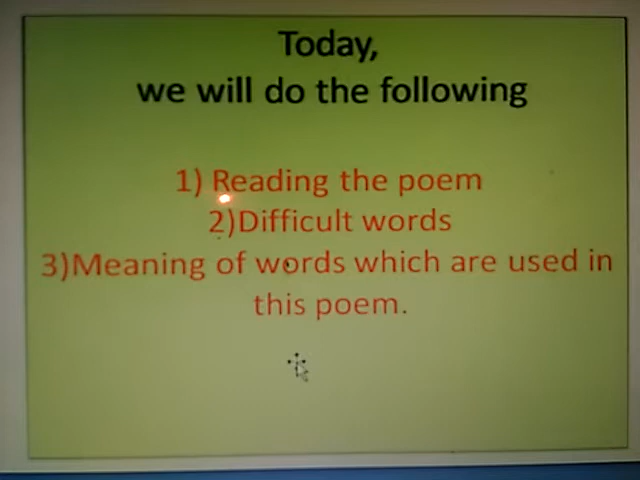 Today,
we will do the following
1) Reading the poem
2)Difficult words
3)Meaning of words which are used in
this poem.